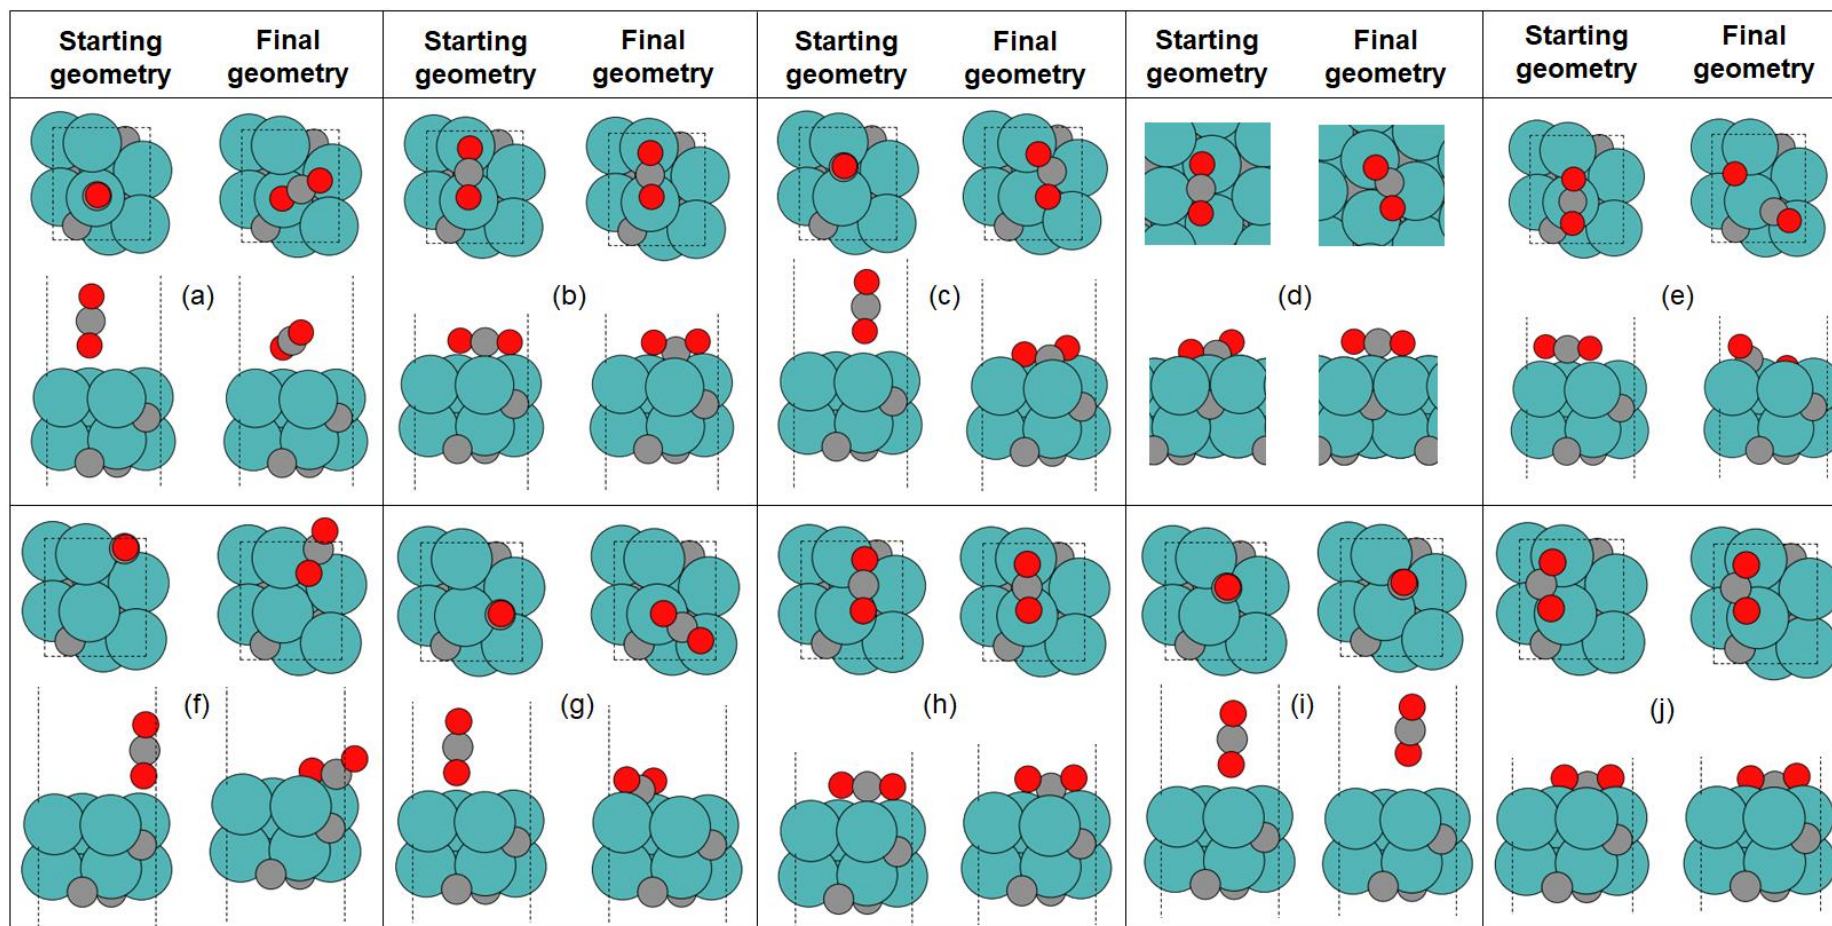 Starting geometry Final geometry Starting geometry Final geometry Starting geometry Final geometry Starting geometry Final geometry Starting geometry Final geometry
(a) (b) (c) (d) (e)
(f) (g) (h) (i) (j)